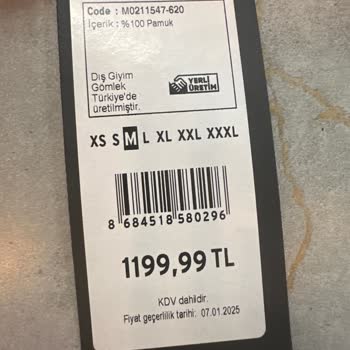 Code : M0211547-620
İçerik : %100 Pamuk
Dış Giyim
Gömlek
Türkiye'de
üretilmiştir.
YERLİ
ÜRETİM
XS S M L XL XXL XXXL
8 684518 580296
1199,99 TL
KDV dahildir.
Fiyat geçerlilik tarihi: 07.01.2025